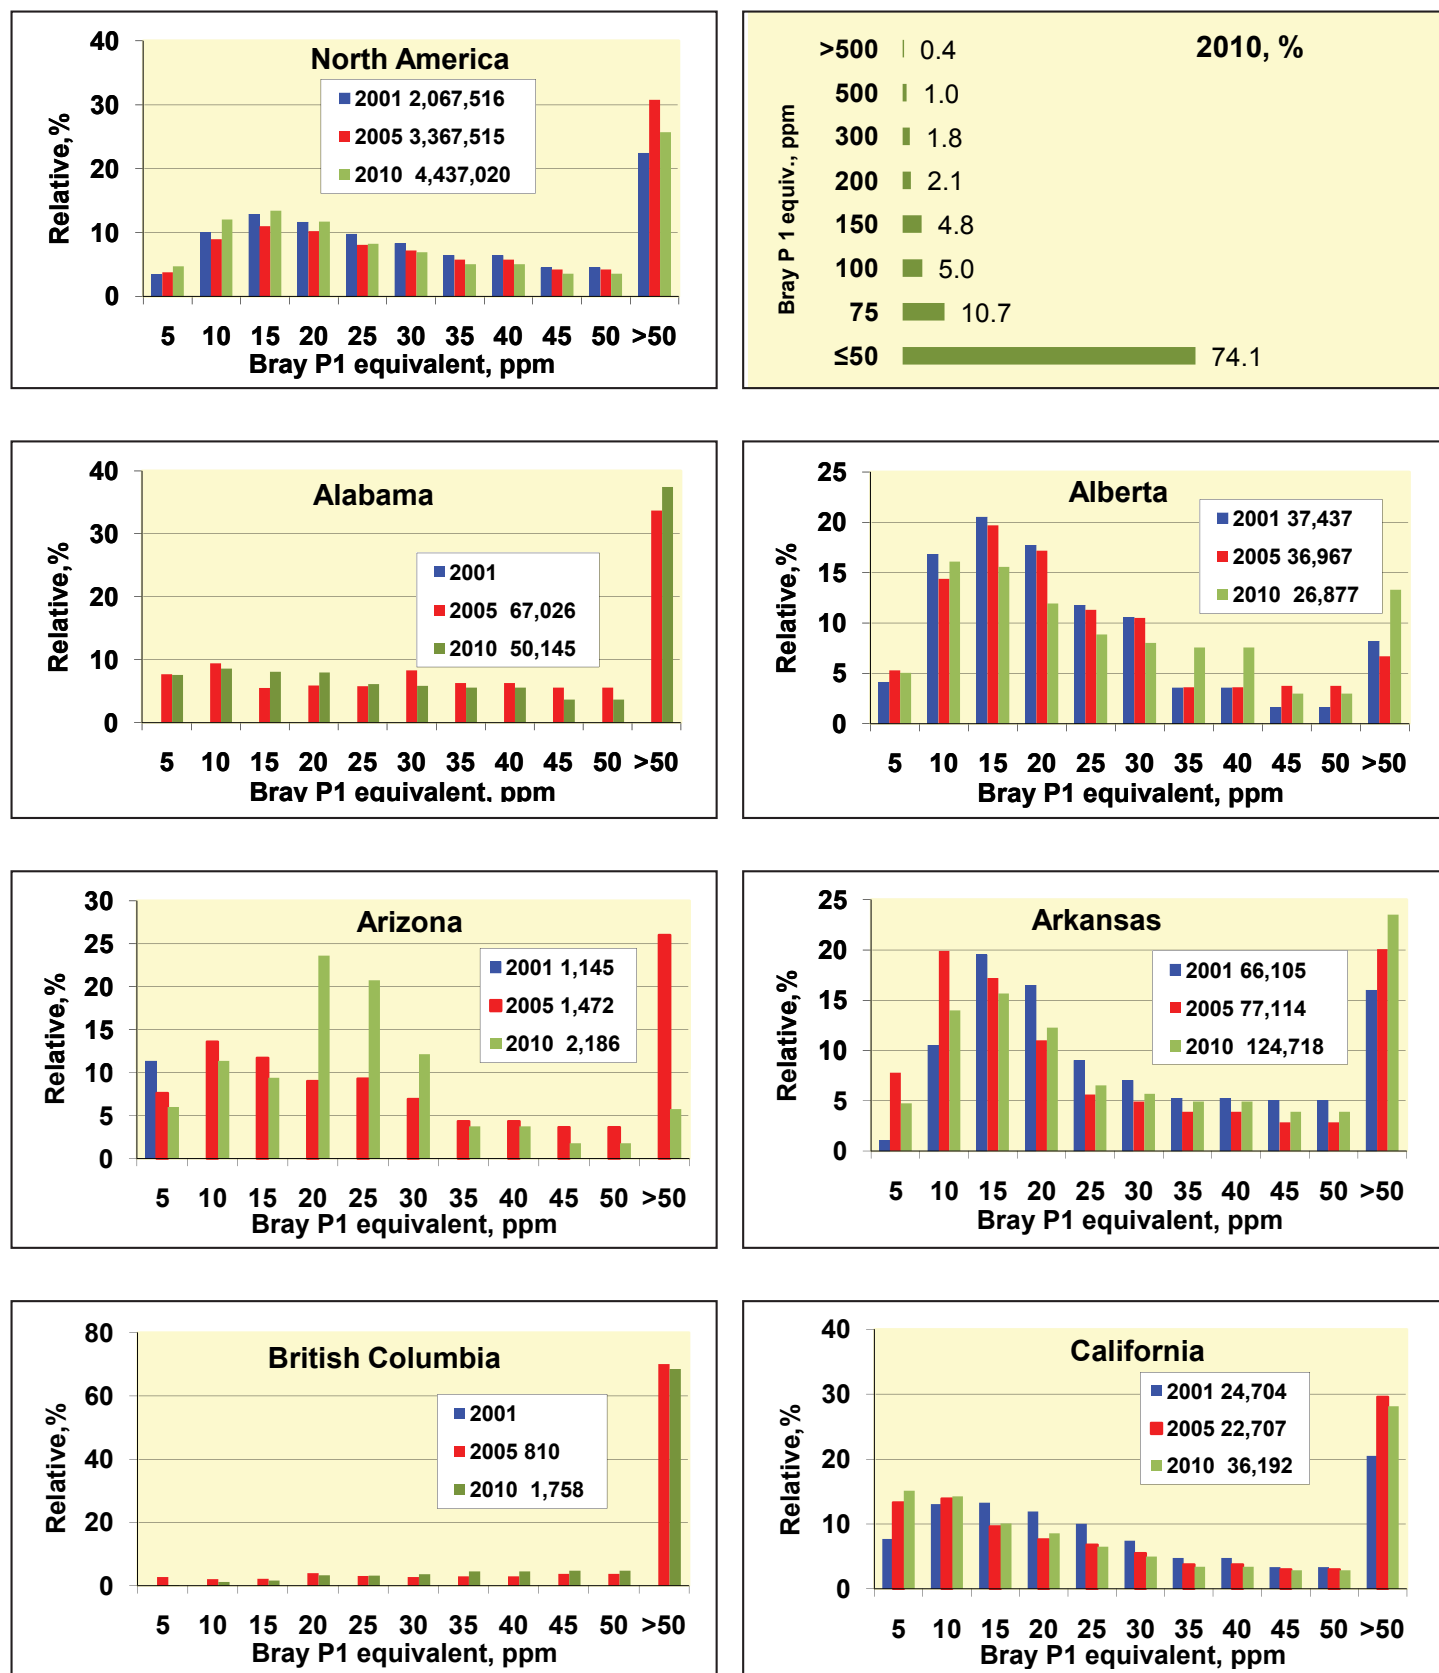 North America
Relative,%
40
30
20
10
0
2001 2,067,516
2005 3,367,515
2010 4,437,020
5 10 15 20 25 30 35 40 45 50 >50
Bray P1 equivalent, ppm
2010, %
Bray P 1 equiv., ppm
>500 0.4
500 1.0
300 1.8
200 2.1
150 4.8
100 5.0
75 10.7
≤50 74.1
Alabama
Relative,%
40
30
20
10
0
2001
2005 67,026
2010 50,145
5 10 15 20 25 30 35 40 45 50 >50
Bray P1 equivalent, ppm
Alberta
Relative,%
25
20
15
10
5
0
2001 37,437
2005 36,967
2010 26,877
5 10 15 20 25 30 35 40 45 50 >50
Bray P1 equivalent, ppm
Arizona
Relative,%
30
25
20
15
10
5
0
2001 1,145
2005 1,472
2010 2,186
5 10 15 20 25 30 35 40 45 50 >50
Bray P1 equivalent, ppm
Arkansas
Relative,%
25
20
15
10
5
0
2001 66,105
2005 77,114
2010 124,718
5 10 15 20 25 30 35 40 45 50 >50
Bray P1 equivalent, ppm
British Columbia
Relative,%
80
60
40
20
0
2001
2005 810
2010 1,758
5 10 15 20 25 30 35 40 45 50 >50
Bray P1 equivalent, ppm
California
Relative,%
40
30
20
10
0
2001 24,704
2005 22,707
2010 36,192
5 10 15 20 25 30 35 40 45 50 >50
Bray P1 equivalent, ppm